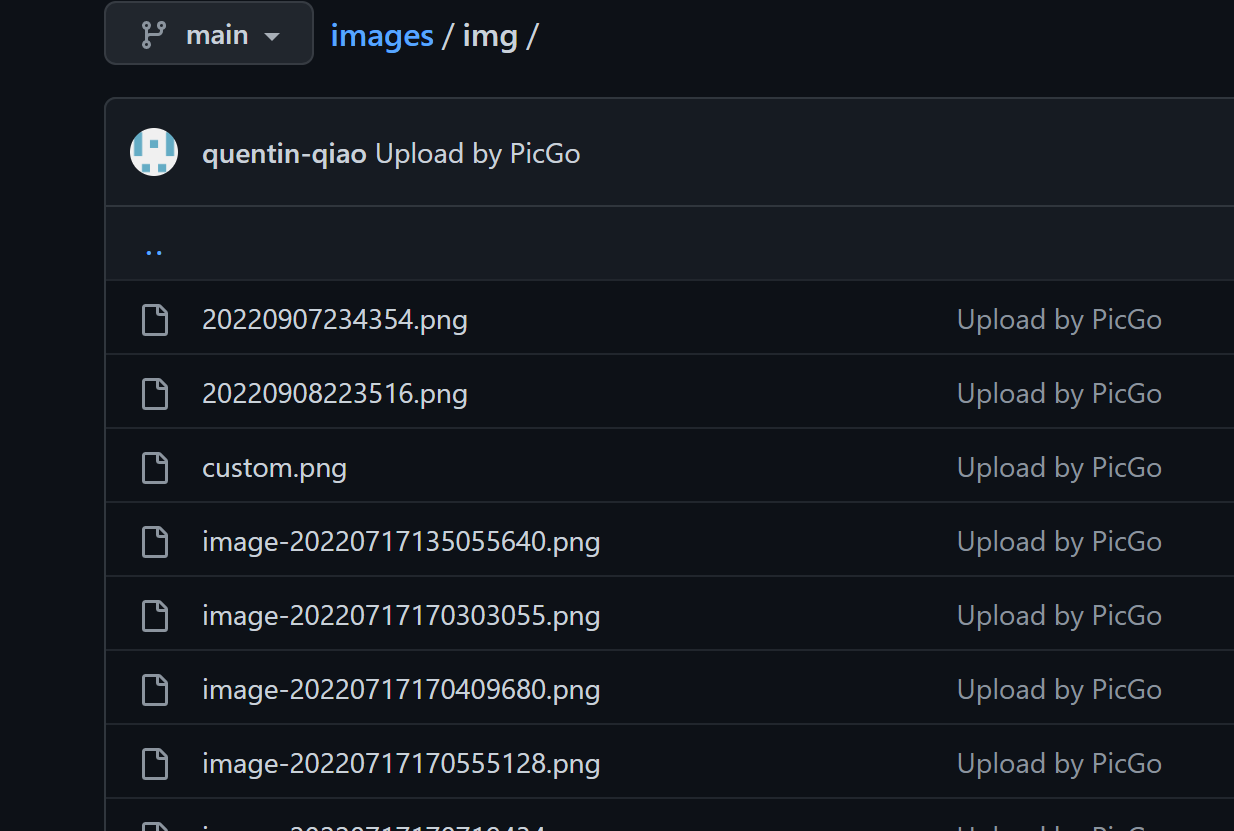 main
images / img /
quentin-qiao Upload by PicGo
..
20220907234354.png Upload by PicGo
20220908223516.png Upload by PicGo
custom.png Upload by PicGo
image-20220717135055640.png Upload by PicGo
image-20220717170303055.png Upload by PicGo
image-20220717170409680.png Upload by PicGo
image-20220717170555128.png Upload by PicGo